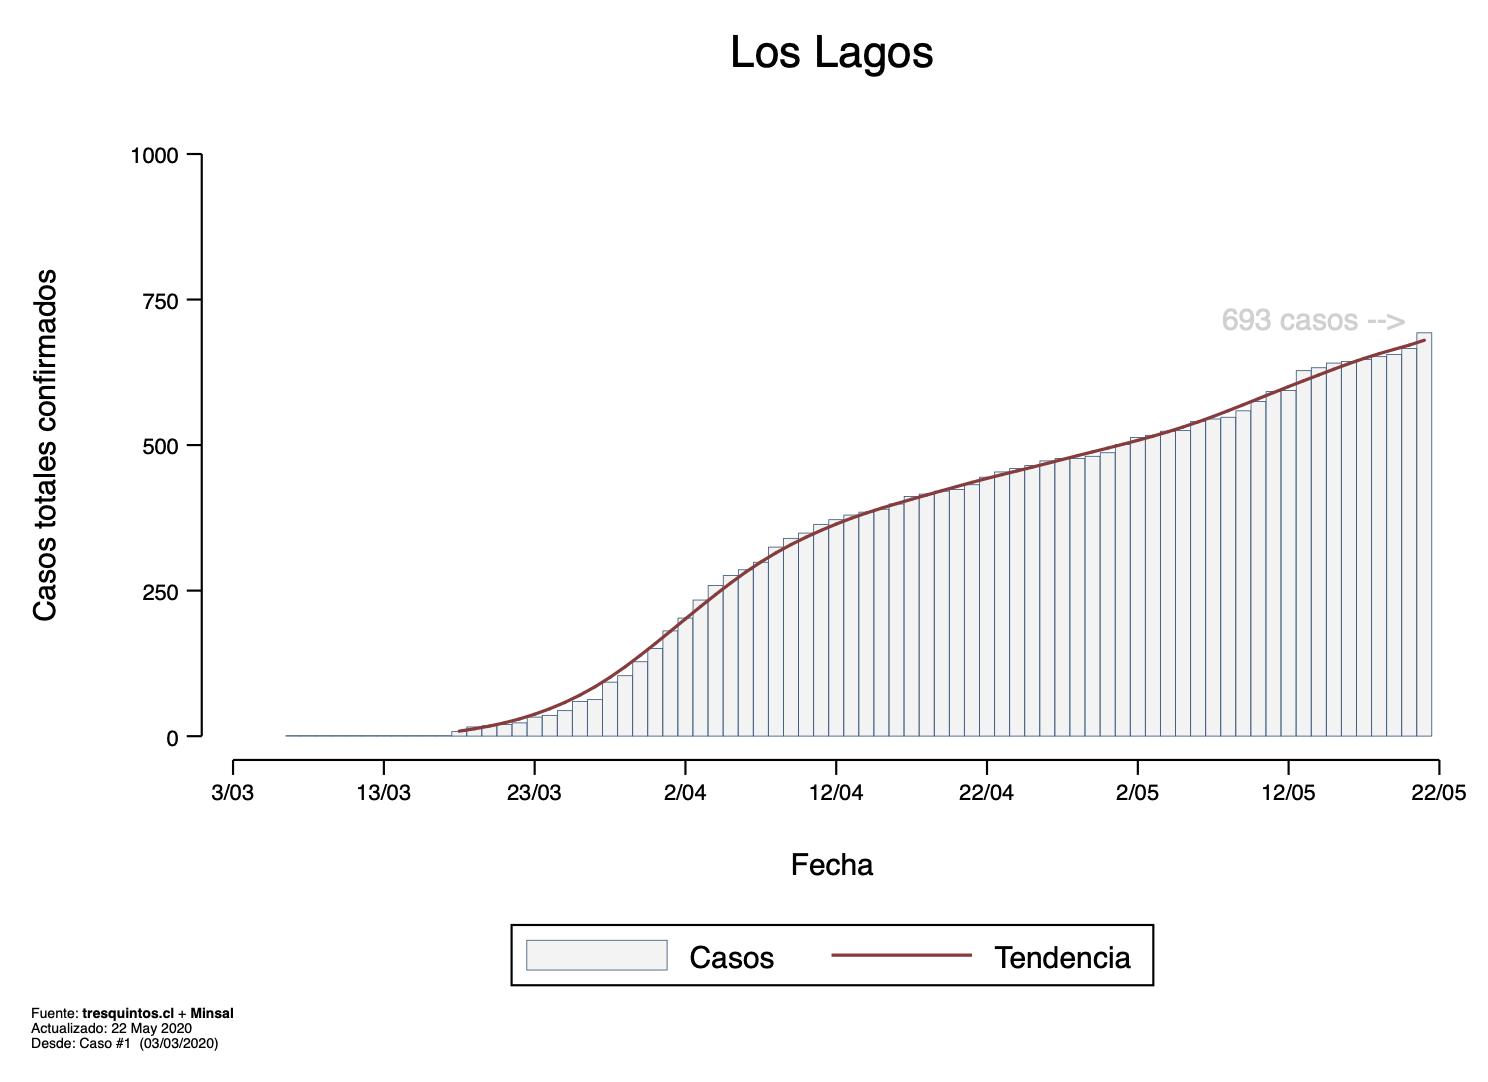 Los Lagos
Casos totales confirmados
1000
750
500
250
0
693 casos -->
3/03 13/03 23/03 2/04 12/04 22/04 2/05 12/05 22/05
Fecha
Casos Tendencia
Fuente: tresquintos.cl + Minsal
Actualizado: 22 May 2020
Desde: Caso #1 (03/03/2020)